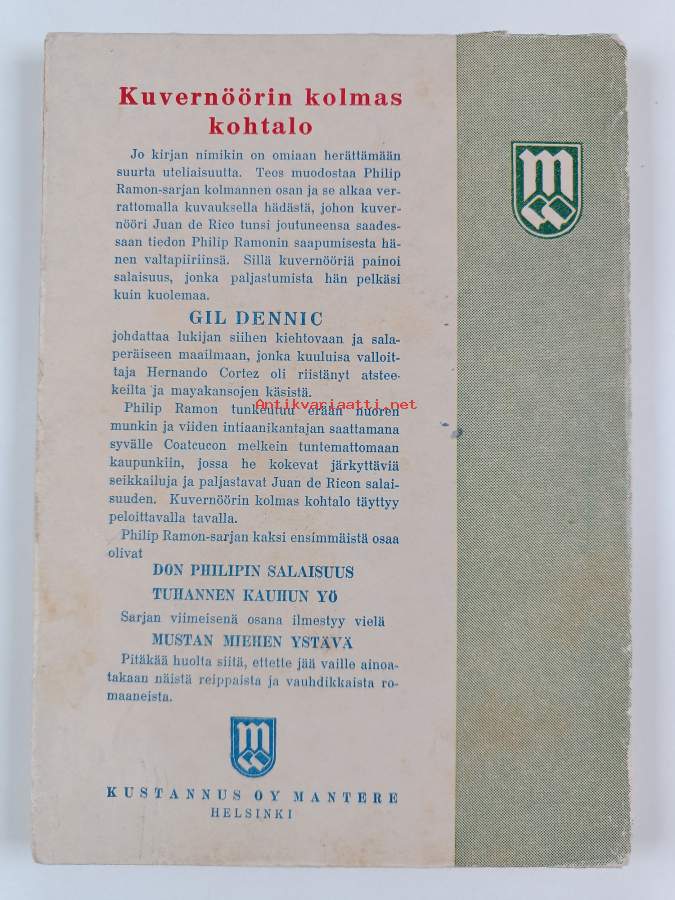 Kuvernöörin kolmas
kohtalo
Jo kirjan nimikin on omiaan herättämään
suurta uteliaisuutta. Teos muodostaa Philip
Ramon-sarjan kolmannen osan ja se alkaa ver-
rattomalla kuvauksella hädästä, johon kuver-
nööri Juan de Rico tunsi joutuneensa saades-
saan tiedon Philip Ramonin saapumisesta hä-
nen valtapiiriinsä. Sillä kuvernööriä painoi
salaisuus, jonka paljastumista hän pelkäsi
kuin kuolemaa.
GIL DENNIC
johdattaa lukijan siihen kiehtovaan ja sala-
peräiseen maailmaan, jonka kuuluisa valloit-
taja Hernando Cortez oli riistänyt atstee-
keilta ja mayakansojen käsistä.
Antikvariaatti.net
Philip Ramon tunkeutuu erään nuoren
munkin ja viiden intiaanikantajan saattamana
syvälle Coatcucon melkein tuntemattomaan
kaupunkiin, jossa he kokevat järkyttäviä
seikkailuja ja paljastavat Juan de Ricon salai-
suuden. Kuvernöörin kolmas kohtalo täyttyy
peloittavalla tavalla.
Philip Ramon-sarjan kaksi ensimmäistä osaa
olivat
DON PHILIPIN SALAISUUS
TUHANNEN KAUHUN YÖ
Sarjan viimeisenä osana ilmestyy vielä
MUSTAN MIEHEN YSTÄVÄ
Pitäkää huolta siitä, ettette jää vaille ainoa-
takaan näistä reippaista ja vauhdikkaista ro-
maaneista.
KUSTANNUS OY MANTERE
HELSINKI